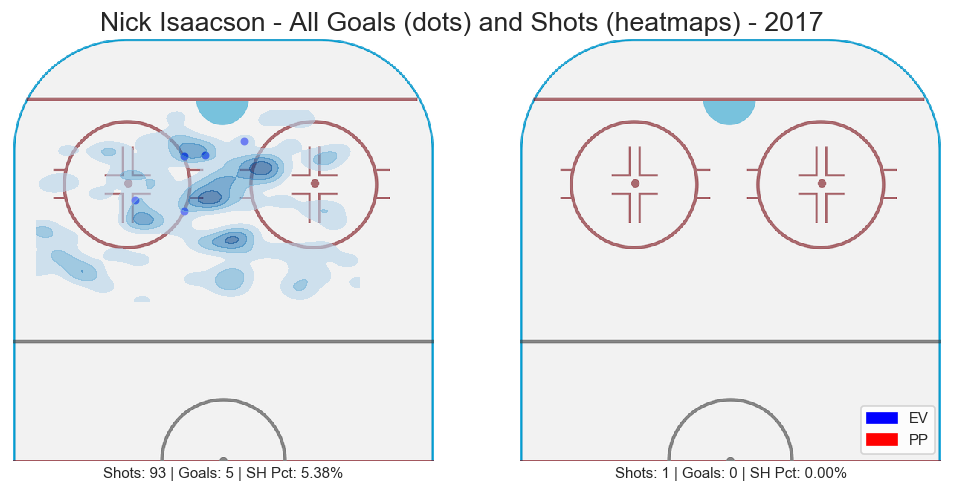 Nick Isaacson - All Goals (dots) and Shots (heatmaps) - 2017
EV
PP
Shots: 93 | Goals: 5 | SH Pct: 5.38%
Shots: 1 | Goals: 0 | SH Pct: 0.00%